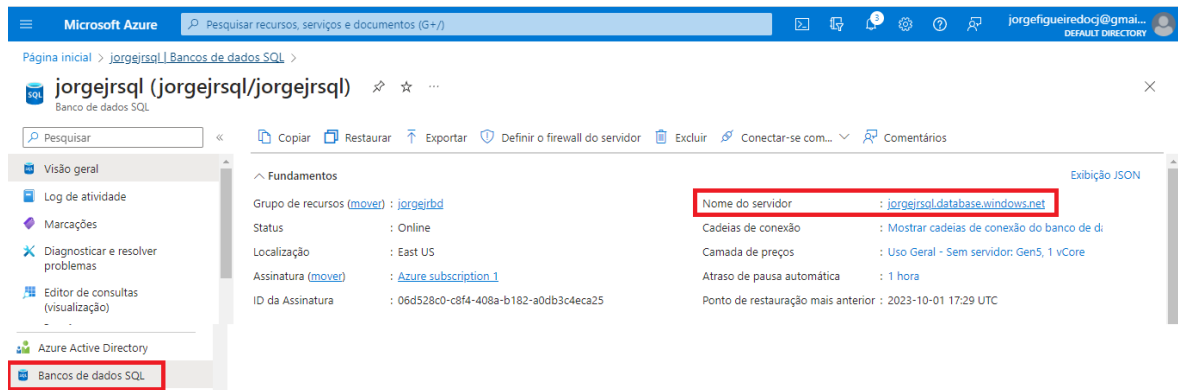 Microsoft Azure
Pesquisar recursos, serviços e documentos (G+/)
3
jorgefigueiredocj@gmai...
DEFAULT DIRECTORY
Página inicial > jorgejrsql | Bancos de dados SQL >
SQL
jorgejrsql (jorgejrsql/jorgejrsql) ...
Banco de dados SQL
Pesquisar «
Copiar Restaurar Exportar Definir o firewall do servidor Excluir Conectar-se com... Comentários
Visão geral
Log de atividade
Marcações
Diagnosticar e resolver
problemas
Editor de consultas
(visualização)
Azure Active Directory
Bancos de dados SQL
Fundamentos
Exibição JSON
Grupo de recursos (mover) : jorgejrbd
Status : Online
Localização : East US
Assinatura (mover) : Azure subscription 1
ID da Assinatura : 06d528c0-c8f4-408a-b182-a0db3c4eca25
Nome do servidor : jorgejrsql.database.windows.net
Cadeias de conexão : Mostrar cadeias de conexão do banco de da
Camada de preços : Uso Geral - Sem servidor: Gen5, 1 vCore
Atraso de pausa automática : 1 hora
Ponto de restauração mais anterior : 2023-10-01 17:29 UTC